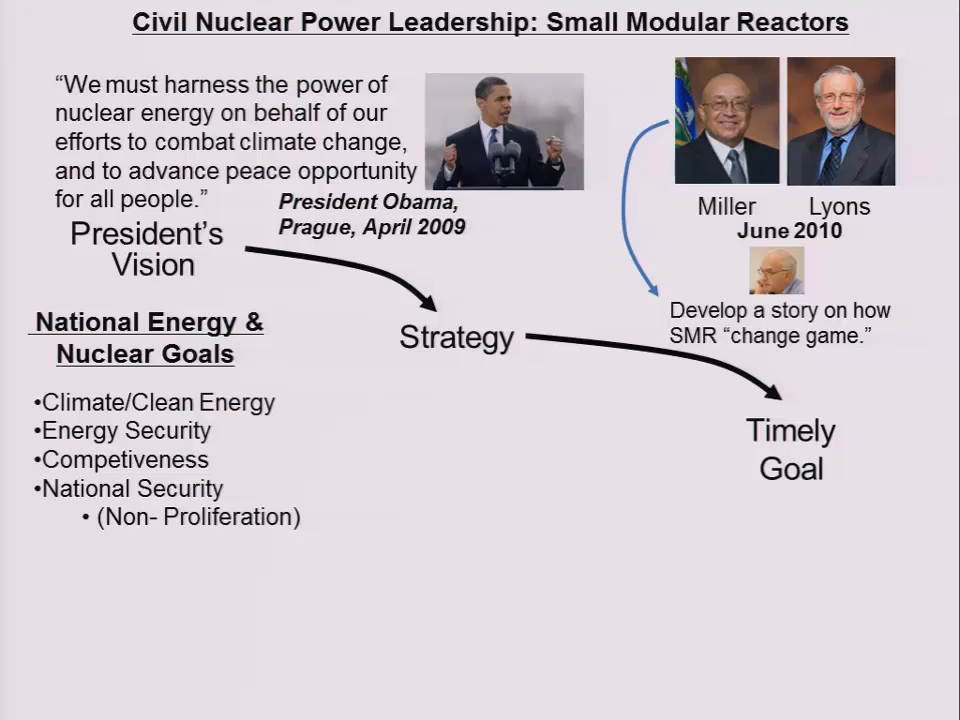 Civil Nuclear Power Leadership: Small Modular Reactors
“We must harness the power of
nuclear energy on behalf of our
efforts to combat climate change,
and to advance peace opportunity
for all people.”
President Obama,
Prague, April 2009
President’s
Vision
National Energy &
Nuclear Goals
•Climate/Clean Energy
•Energy Security
•Competiveness
•National Security
• (Non- Proliferation)
Strategy
Miller Lyons
June 2010
Develop a story on how
SMR “change game.”
Timely
Goal